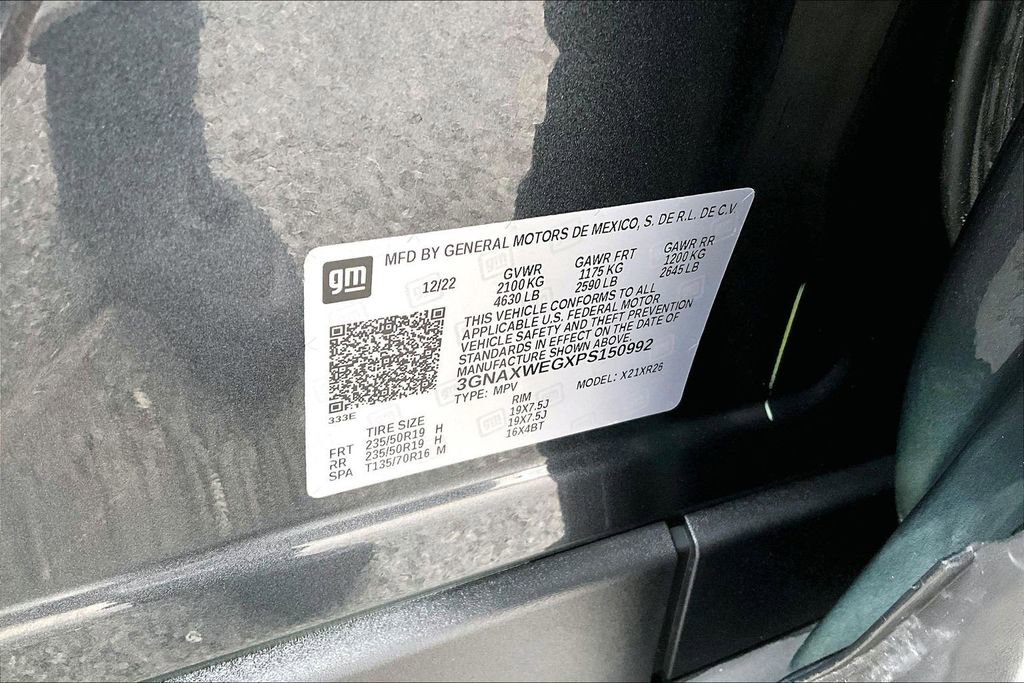 gm
MFD BY GENERAL MOTORS DE MEXICO, S. DE R.L. DE C.V.
12/22
GVWR
2100 KG
4630 LB
GAWR FRT
1175 KG
2590 LB
GAWR RR
1200 KG
2645 LB
THIS VEHICLE CONFORMS TO ALL
APPLICABLE U.S. FEDERAL MOTOR
VEHICLE SAFETY AND THEFT PREVENTION
STANDARDS IN EFFECT ON THE DATE OF
MANUFACTURE SHOWN ABOVE.
3GNAXWEGXPS150992
TYPE: MPV
MODEL: X21XR26
333E
TIRE SIZE
RIM
FRT 235/50R19 H 19X7.5J
RR 235/50R19 H 19X7.5J
SPA T135/70R16 M 16X4BT